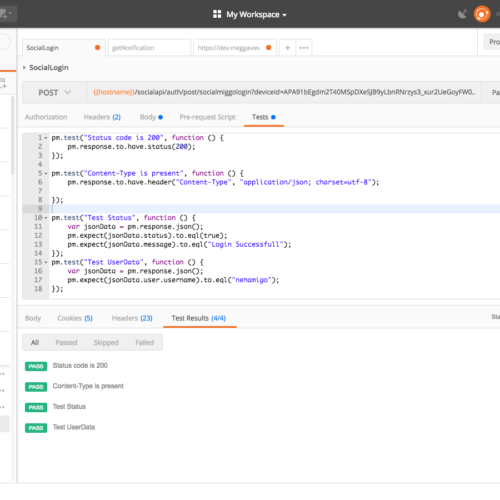 My Workspace
SocialLogin
getNotification
https://dev.meggavies
+
SocialLogin
POST
{{hostname}}/socialapi/auth/post/socialmiggologin?deviceId=APA91bEgdm2T40MSpDXeSJB9yLbnRNrzys3_xur2UeGoyFW0..
Authorization
Headers (2)
Body
Pre-request Script
Tests
1 pm.test("Status code is 200", function () {
2 pm.response.to.have.status(200);
3 });
4
5 pm.test("Content-Type is present", function () {
6 pm.response.to.have.header("Content-Type", "application/json; charset=utf-8");
7
8 });
9
10 pm.test("Test Status", function () {
11 var jsonData = pm.response.json();
12 pm.expect(jsonData.status).to.eql(true);
13 pm.expect(jsonData.message).to.eql("Login Successfull");
14 });
15 pm.test("Test UserData", function () {
16 var jsonData = pm.response.json();
17 pm.expect(jsonData.user.username).to.eql("nehamigo");
18 });
Body
Cookies (5)
Headers (23)
Test Results (4/4)
All
Passed
Skipped
Failed
PASS Status code is 200
PASS Content-Type is present
PASS Test Status
PASS Test UserData